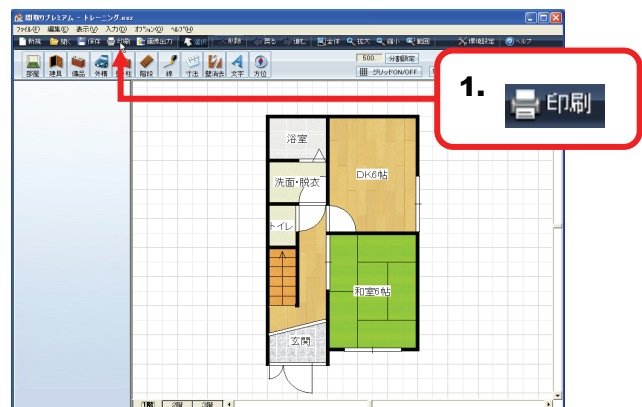 間取りプレミアム - トレーニング.exz
ファイル(F) 編集(E) 表示(V) 入力(D) オプション(O) ヘルプ(H)
新規 開く 保存 印刷 画像出力 選択 削除 戻る 進む 全体 拡大 縮小 範囲 環境設定 ヘルプ
500. 分割設定
部屋 建具 備品 外構 柱 階段 線 寸法 壁消去 文字 方位
グリッドON/OFF
1.
印刷
浴室
洗面・脱衣
DK6帖
トイレ
和室6帖
玄関
1階 2階 3階